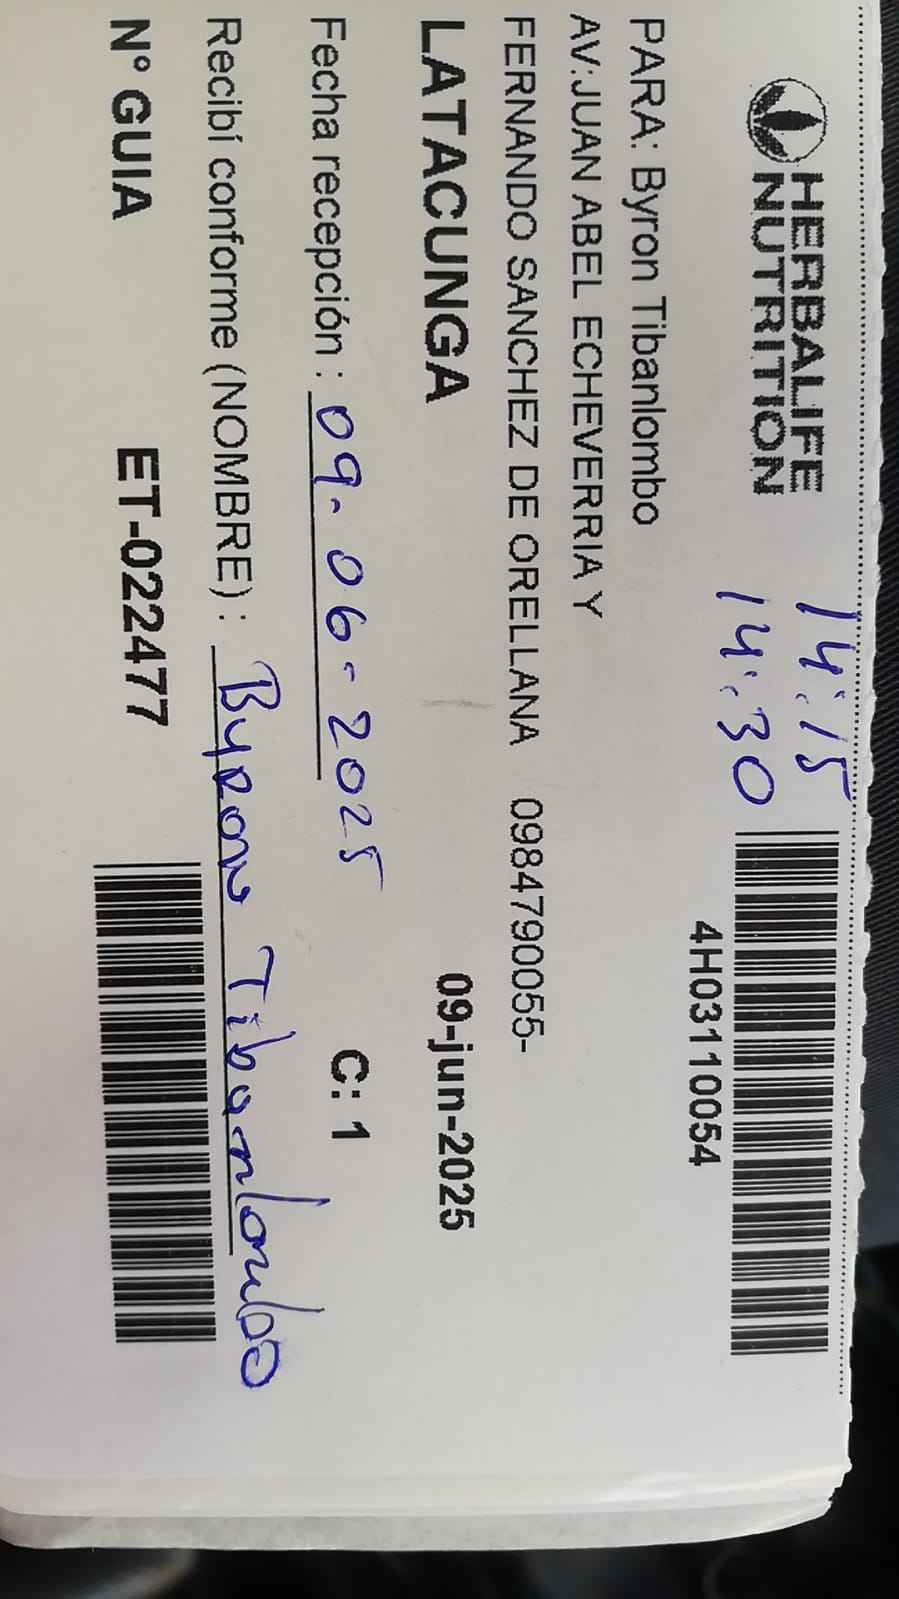 HERBALIFE
NUTRITION
14:15
14:30
4H03110054
PARA: Byron Tibanlombo
AV:JUAN ABEL ECHEVERRIA Y
FERNANDO SANCHEZ DE ORELLANA 0984790055-
LATACUNGA 09-jun-2025
Fecha recepción : 09-06-2025 C: 1
Recibí conforme (NOMBRE) : Byron Tibanlombo
N° GUIA ET-022477